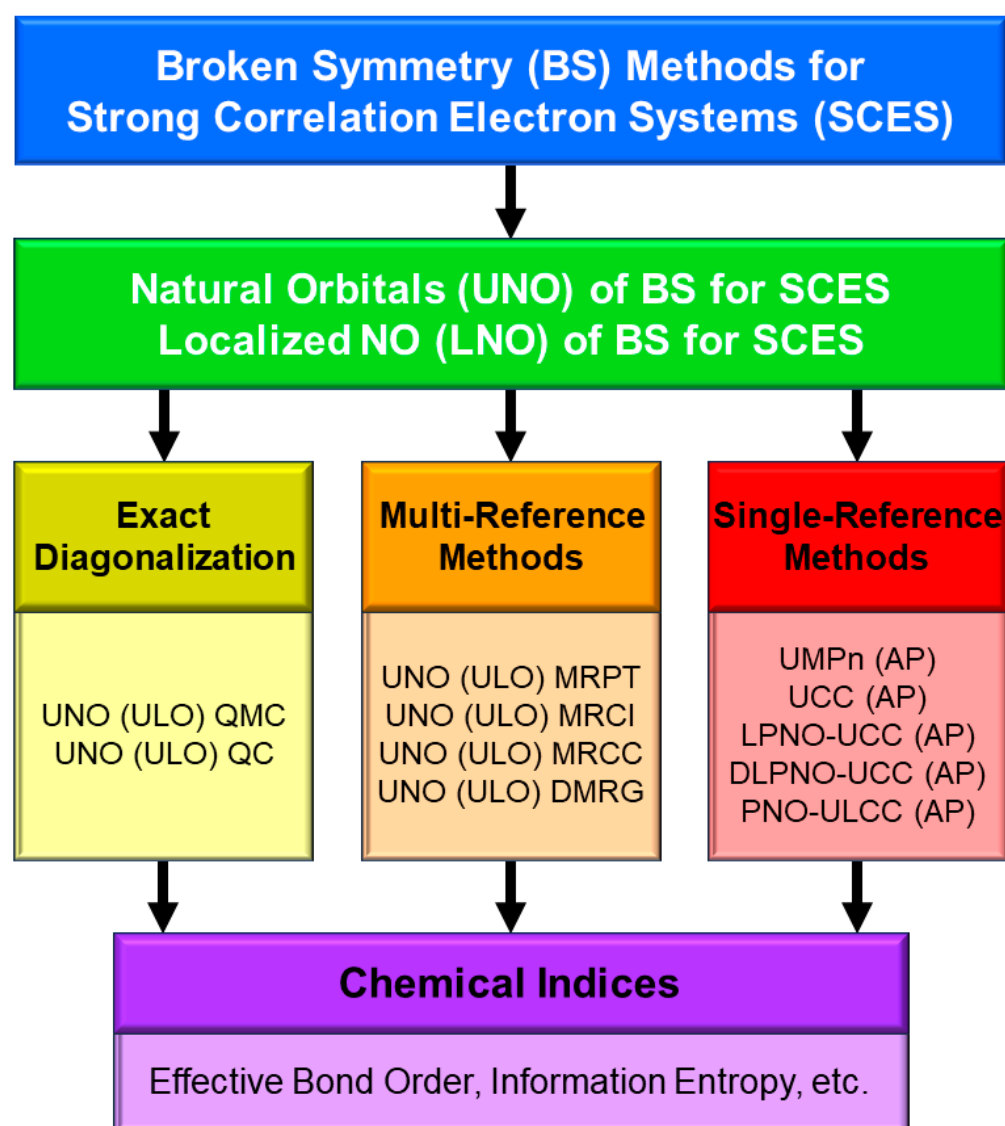 Broken Symmetry (BS) Methods for
Strong Correlation Electron Systems (SCES)
Natural Orbitals (UNO) of BS for SCES
Localized NO (LNO) of BS for SCES
Exact
Diagonalization
UNO (ULO) QMC
UNO (ULO) QC
Multi-Reference
Methods
UNO (ULO) MRPT
UNO (ULO) MRCI
UNO (ULO) MRCC
UNO (ULO) DMRG
Single-Reference
Methods
UMPn (AP)
UCC (AP)
LPNO-UCC (AP)
DLPNO-UCC (AP)
PNO-ULCC (AP)
Chemical Indices
Effective Bond Order, Information Entropy, etc.